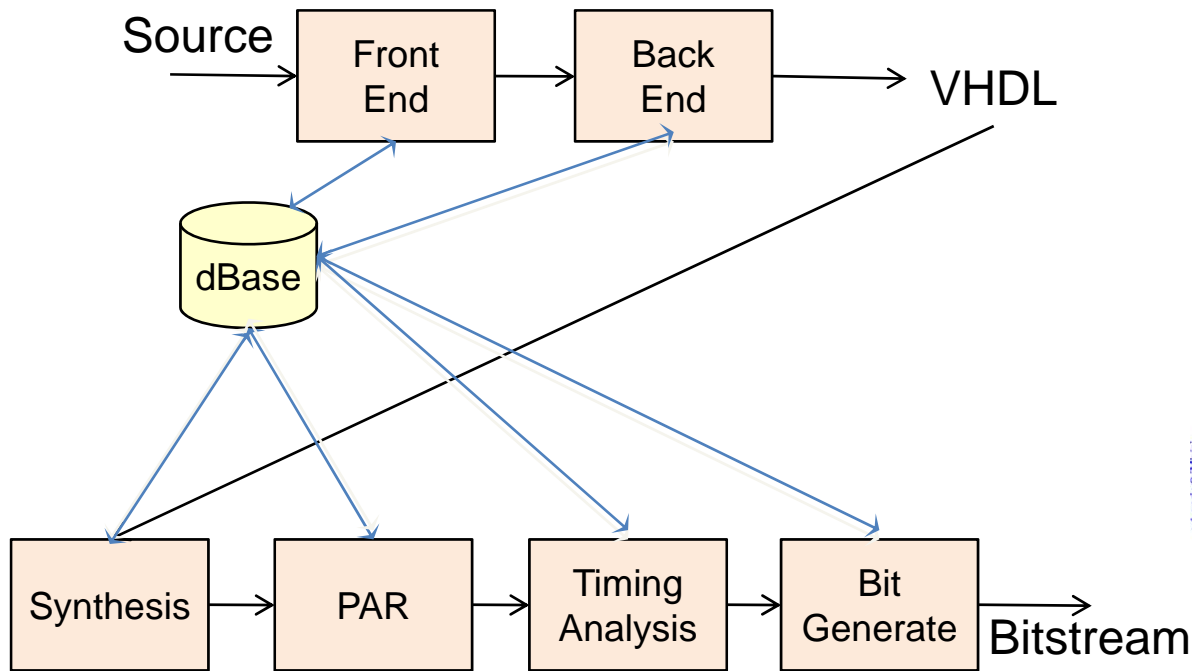 Source
Front
End
Back
End
VHDL
dBase
Synthesis
PAR
Timing
Analysis
Bit
Generate
Bitstream